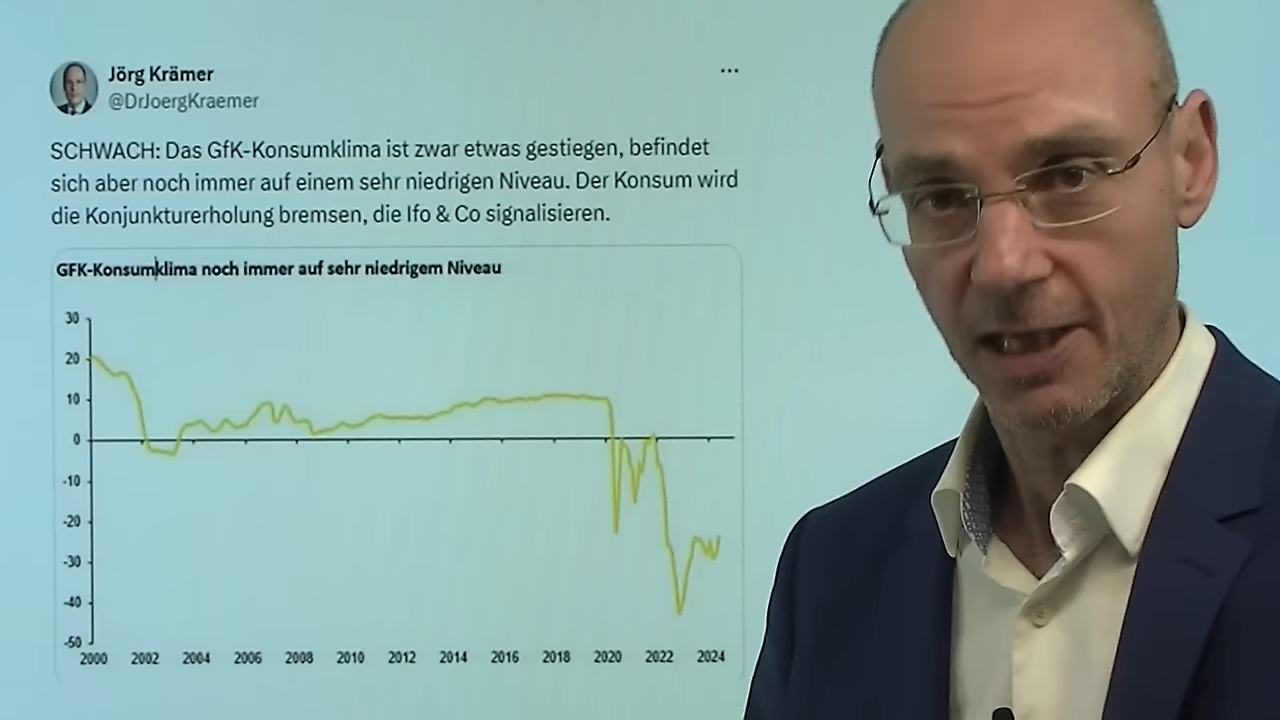 Jörg Krämer
@DrJoergKraemer
SCHWACH: Das GfK-Konsumklima ist zwar etwas gestiegen, befindet
sich aber noch immer auf einem sehr niedrigen Niveau. Der Konsum wird
die Konjunkturerholung bremsen, die Ifo & Co signalisieren.
GFK-Konsumklima noch immer auf sehr niedrigem Niveau
30
20
10
0
-10
-20
-30
-40
-50
2000 2002 2004 2006 2008 2010 2012 2014 2016 2018 2020 2022 2024